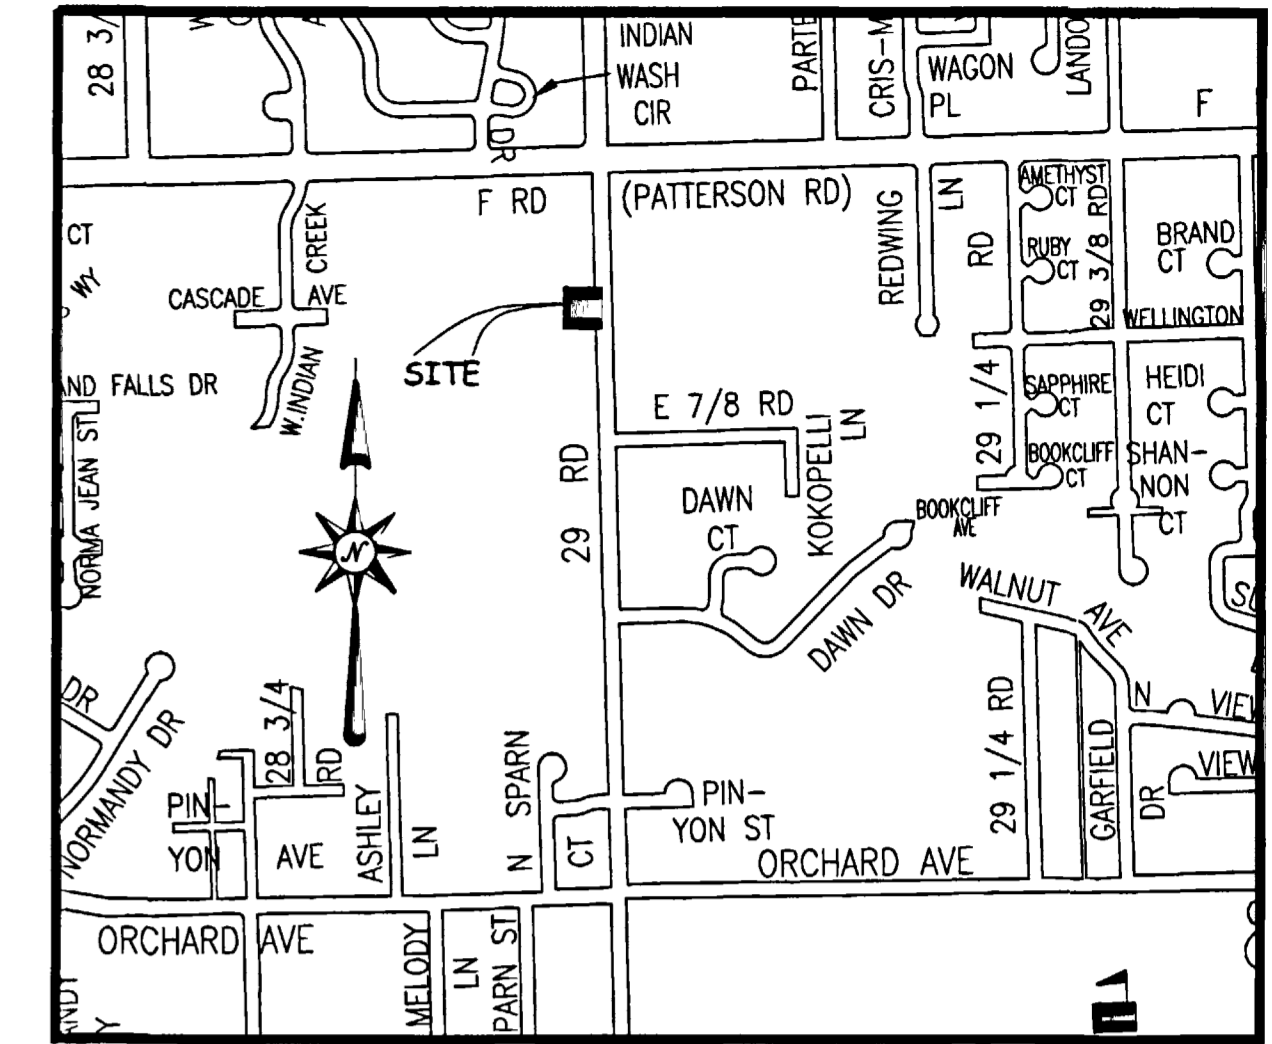 28 3/
INDIAN
WASH
CIR
DR
PARTE
CRIS-M
WAGON
PL
LANDO
F
F RD
(PATTERSON RD)
CT
WY
CREEK
CASCADE AVE
W.INDIAN
REDWING
LN
RD
AMETHYST
CT
RUBY
CT
29 3/8 RD
BRAND
CT
WELLINGTON
SITE
AND FALLS DR
NORMA JEAN ST
E 7/8 RD
KOKOPELLI
LN
29 1/4
SAPPHIRE
CT
HEIDI
CT
BOOKCLIFF
CT
SHAN-
NON
CT
29 RD
DAWN
CT
BOOKCLIFF
AVE
N
DAWN DR
WALNUT AVE
SU
DR
NORMANDY DR
28 3/4
RD
PIN-
YON AVE
ASHLEY
LN
N SPARN
CT
PIN-
YON ST
29 1/4 RD
GARFIELD
N
VIEW
DR
VIEW
ORCHARD AVE
ORCHARD AVE
MELODY
LN
PARN ST
ANDY
Y